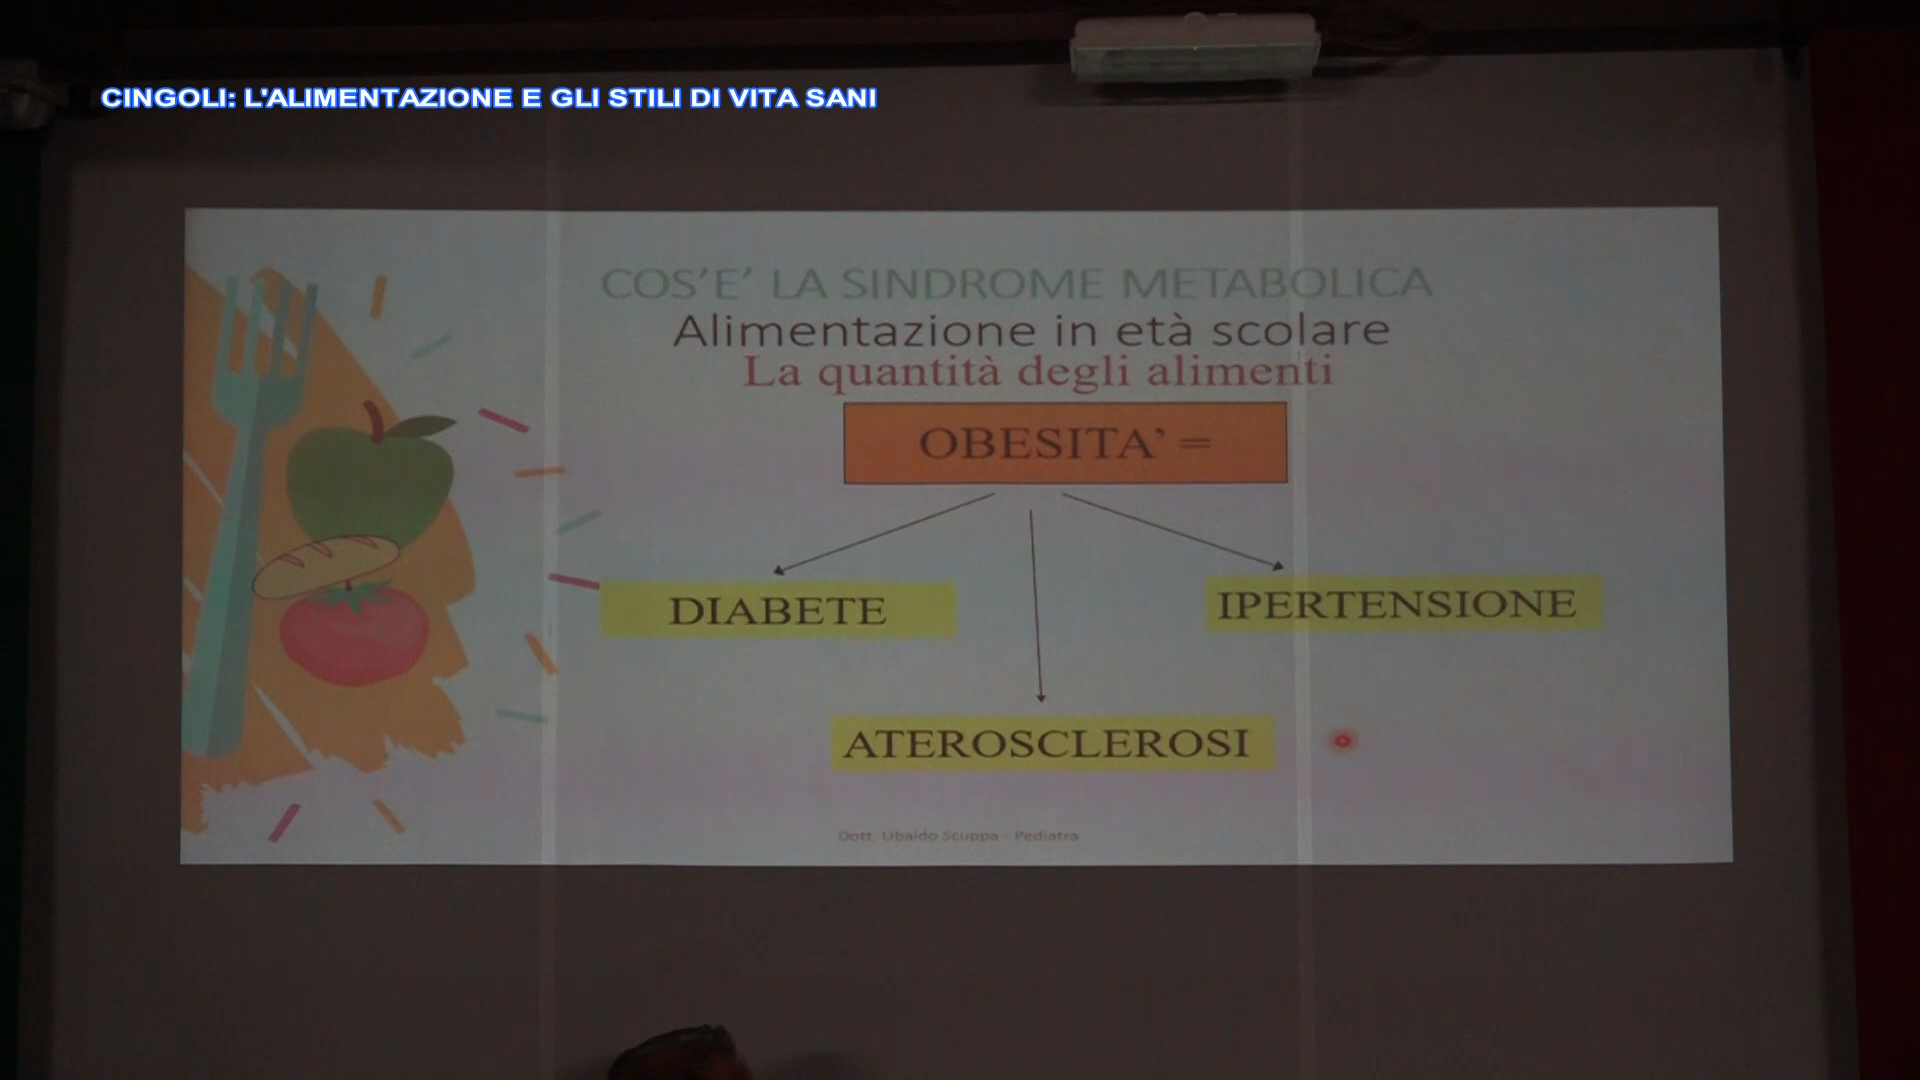 CINGOLI: L'ALIMENTAZIONE E GLI STILI DI VITA SANI
COS'E' LA SINDROME METABOLICA
Alimentazione in età scolare
La quantità degli alimenti
OBESITA' =
DIABETE
IPERTENSIONE
ATEROSCLEROSI
Dott. Ubaldo Scuppa - Pediatra